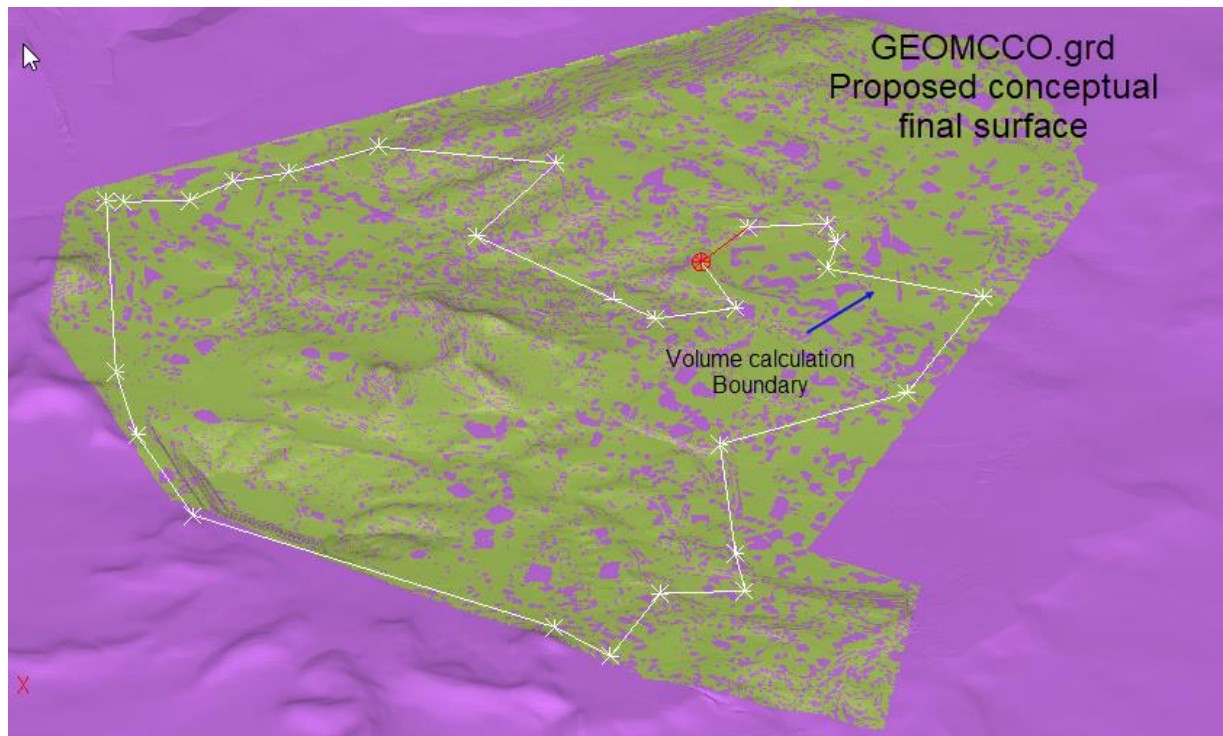 GEOMCCO.grd
Proposed conceptual
final surface
Volume calculation
Boundary
X